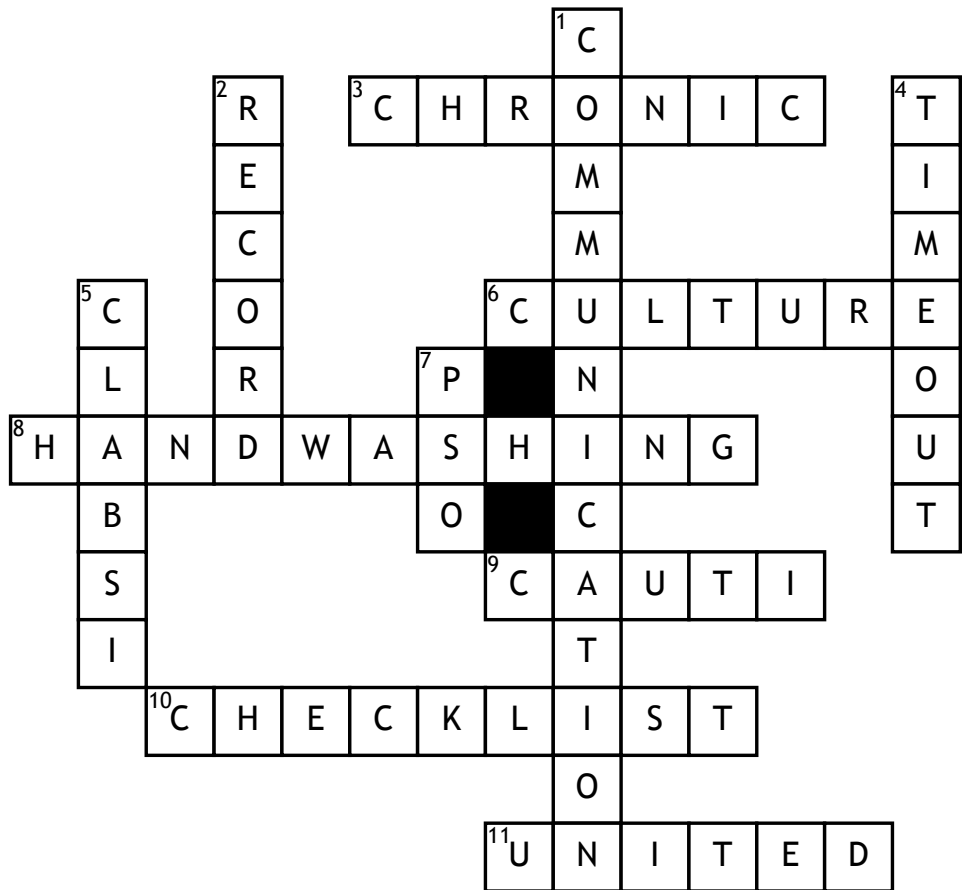 1 C
2 R 3 C H R O N I C 4 T
E M I
C M M
5 C O 6 C U L T U R E
L R 7 P N O
8 H A N D W A S H I N G U
B O C T
S 9 C A U T I
I T
10 C H E C K L I S T
O
11 U N I T E D